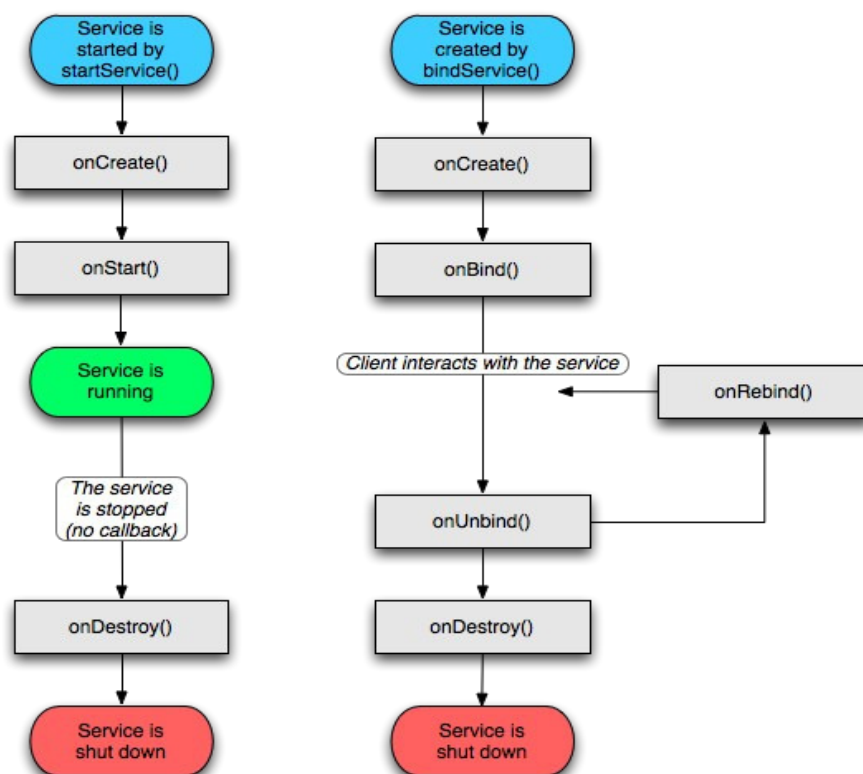 Service is
started by
startService()
onCreate()
onStart()
Service is
running
The service
is stopped
(no callback)
onDestroy()
Service is
shut down
Service is
created by
bindService()
onCreate()
onBind()
Client interacts with the service
onRebind()
onUnbind()
onDestroy()
Service is
shut down